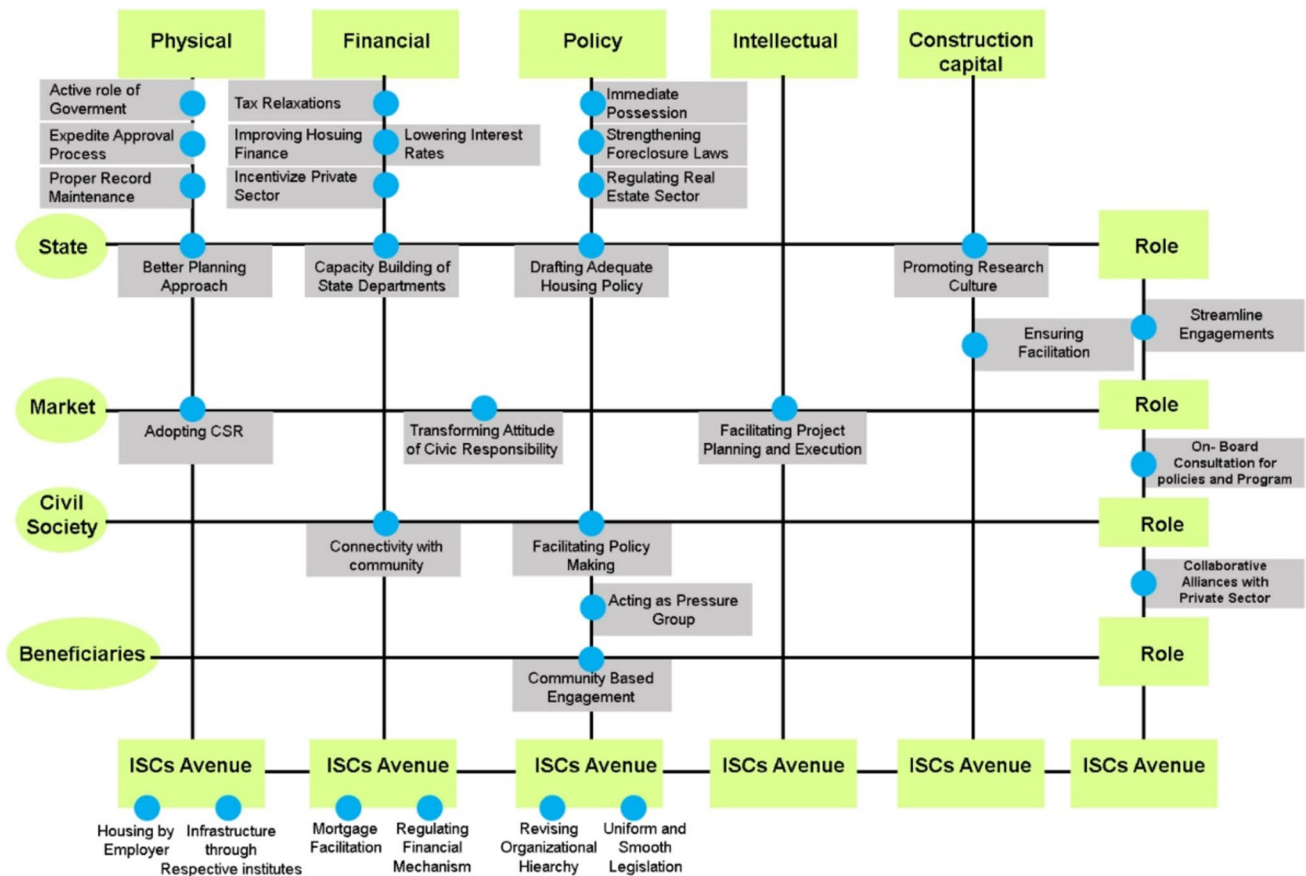 Physical
Financial
Policy
Intellectual
Construction
capital
Active role of
Goverment
Tax Relaxations
Immediate
Possession
Expedite Approval
Process
Improving Hosuing
Finance
Lowering Interest
Rates
Strengthening
Foreclosure Laws
Proper Record
Maintenance
Incentivize Private
Sector
Regulating Real
Estate Sector
State
Role
Better Planning
Approach
Capacity Building of
State Departments
Drafting Adequate
Housing Policy
Promoting Research
Culture
Ensuring
Facilitation
Streamline
Engagements
Market
Role
Adopting CSR
Transforming Attitude
of Civic Responsibility
Facilitating Project
Planning and Execution
On- Board
Consultation for
policies and Program
Civil
Society
Role
Connectivity with
community
Facilitating Policy
Making
Collaborative
Alliances with
Private Sector
Acting as Pressure
Group
Beneficiaries
Role
Community Based
Engagement
ISCs Avenue
ISCs Avenue
ISCs Avenue
ISCs Avenue
ISCs Avenue
ISCs Avenue
Housing by
Employer
Infrastructure
through
Respective institutes
Mortgage
Facilitation
Regulating
Financial
Mechanism
Revising
Organizational
Hiearchy
Uniform and
Smooth
Legislation